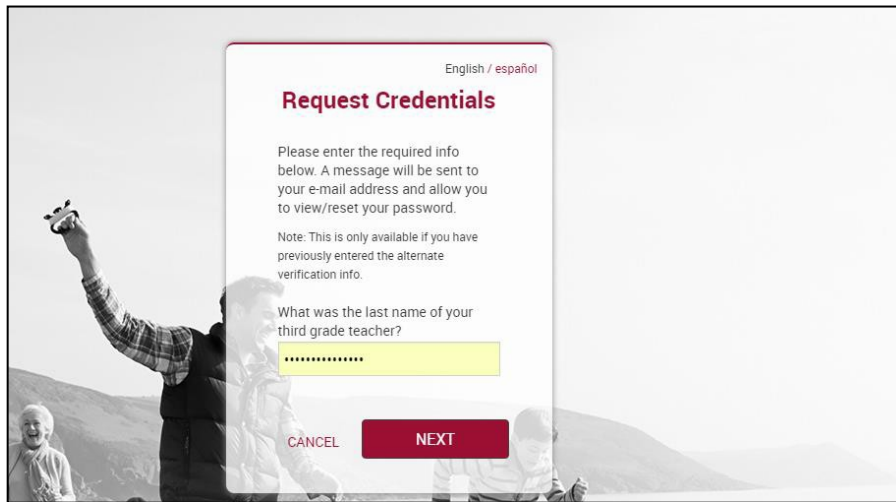 English / español
Request Credentials
Please enter the required info
below. A message will be sent to
your e-mail address and allow you
to view/reset your password.
Note: This is only available if you have
previously entered the alternate
verification info.
What was the last name of your
third grade teacher?
•••••••••••••••
CANCEL NEXT